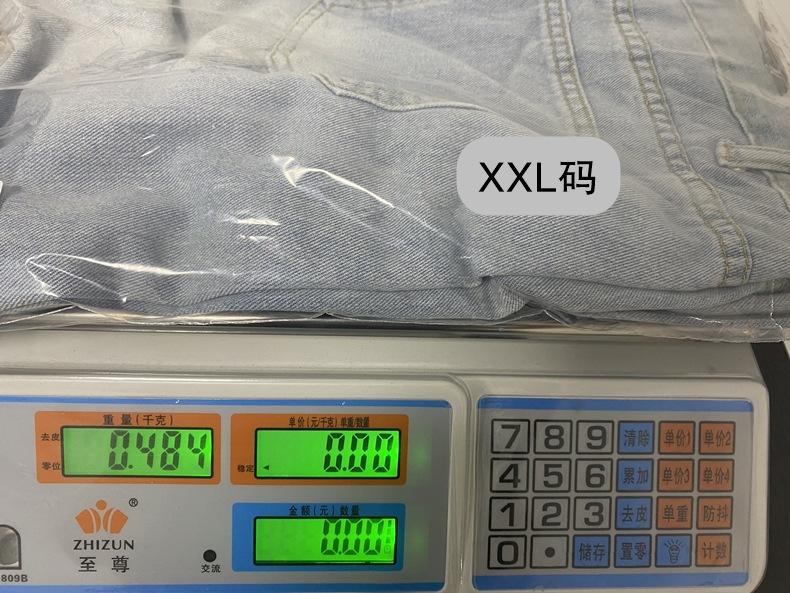 XXL码
重量(千克)
去皮
零位
0.484
单价(元/千克)单重/数量
稳定
0.00
金额(元)数量
0.00
®
ZHIZUN
至尊
交流
809B
7 8 9 清除 单价1 单价2
4 5 6 累加 单价3 单价4
1 2 3 去皮 单重 防抖
0 • 储存 置零 计数